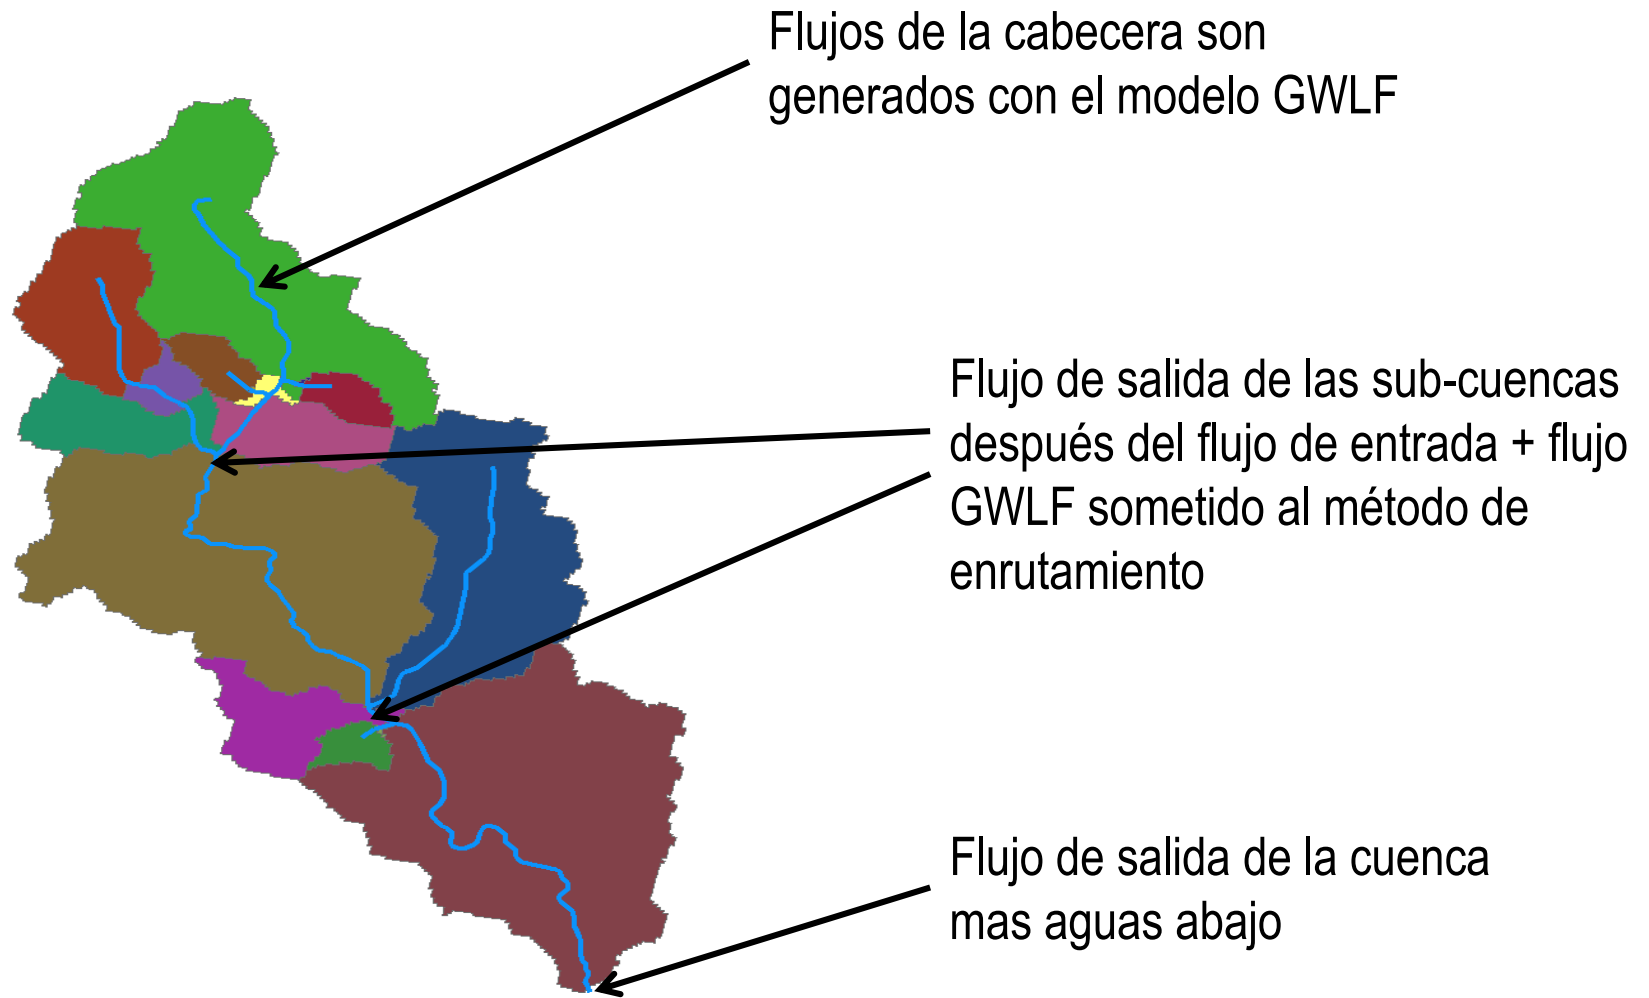 Flujos de la cabecera son
generados con el modelo GWLF
Flujo de salida de las sub-cuencas
después del flujo de entrada + flujo
GWLF sometido al método de
enrutamiento
Flujo de salida de la cuenca
mas aguas abajo